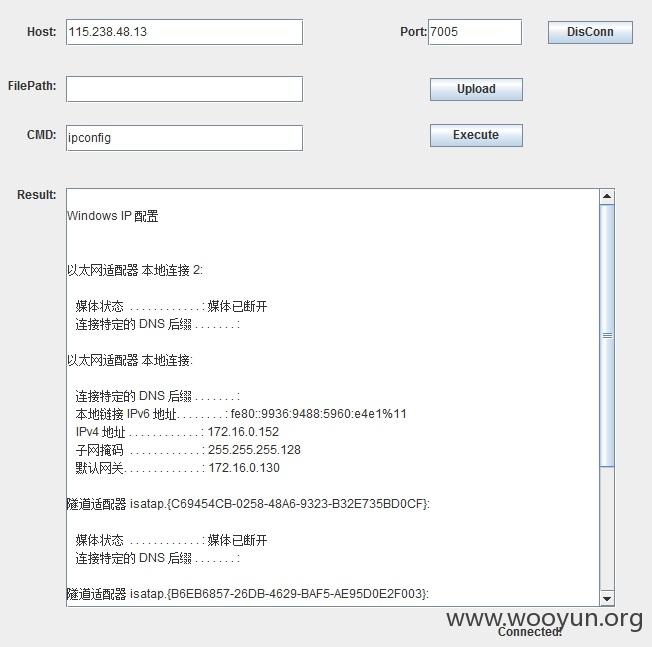 Host: 115.238.48.13 Port: 7005 DisConn
FilePath: Upload
CMD: ipconfig Execute
Result:
Windows IP 配置
以太网适配器 本地连接 2:
媒体状态 . . . . . . . . . . . . : 媒体已断开
连接特定的 DNS 后缀 . . . . . . . :
以太网适配器 本地连接:
连接特定的 DNS 后缀 . . . . . . . :
本地链接 IPv6 地址. . . . . . . . : fe80::9936:9488:5960:e4e1%11
IPv4 地址 . . . . . . . . . . . . : 172.16.0.152
子网掩码 . . . . . . . . . . . . : 255.255.255.128
默认网关. . . . . . . . . . . . . : 172.16.0.130
隧道适配器 isatap.{C69454CB-0258-48A6-9323-B32E735BD0CF}:
媒体状态 . . . . . . . . . . . . : 媒体已断开
连接特定的 DNS 后缀 . . . . . . . :
隧道适配器 isatap.{B6EB6857-26DB-4629-BAF5-AE95D0E2F003}:
www.wooyun.org
Connected!